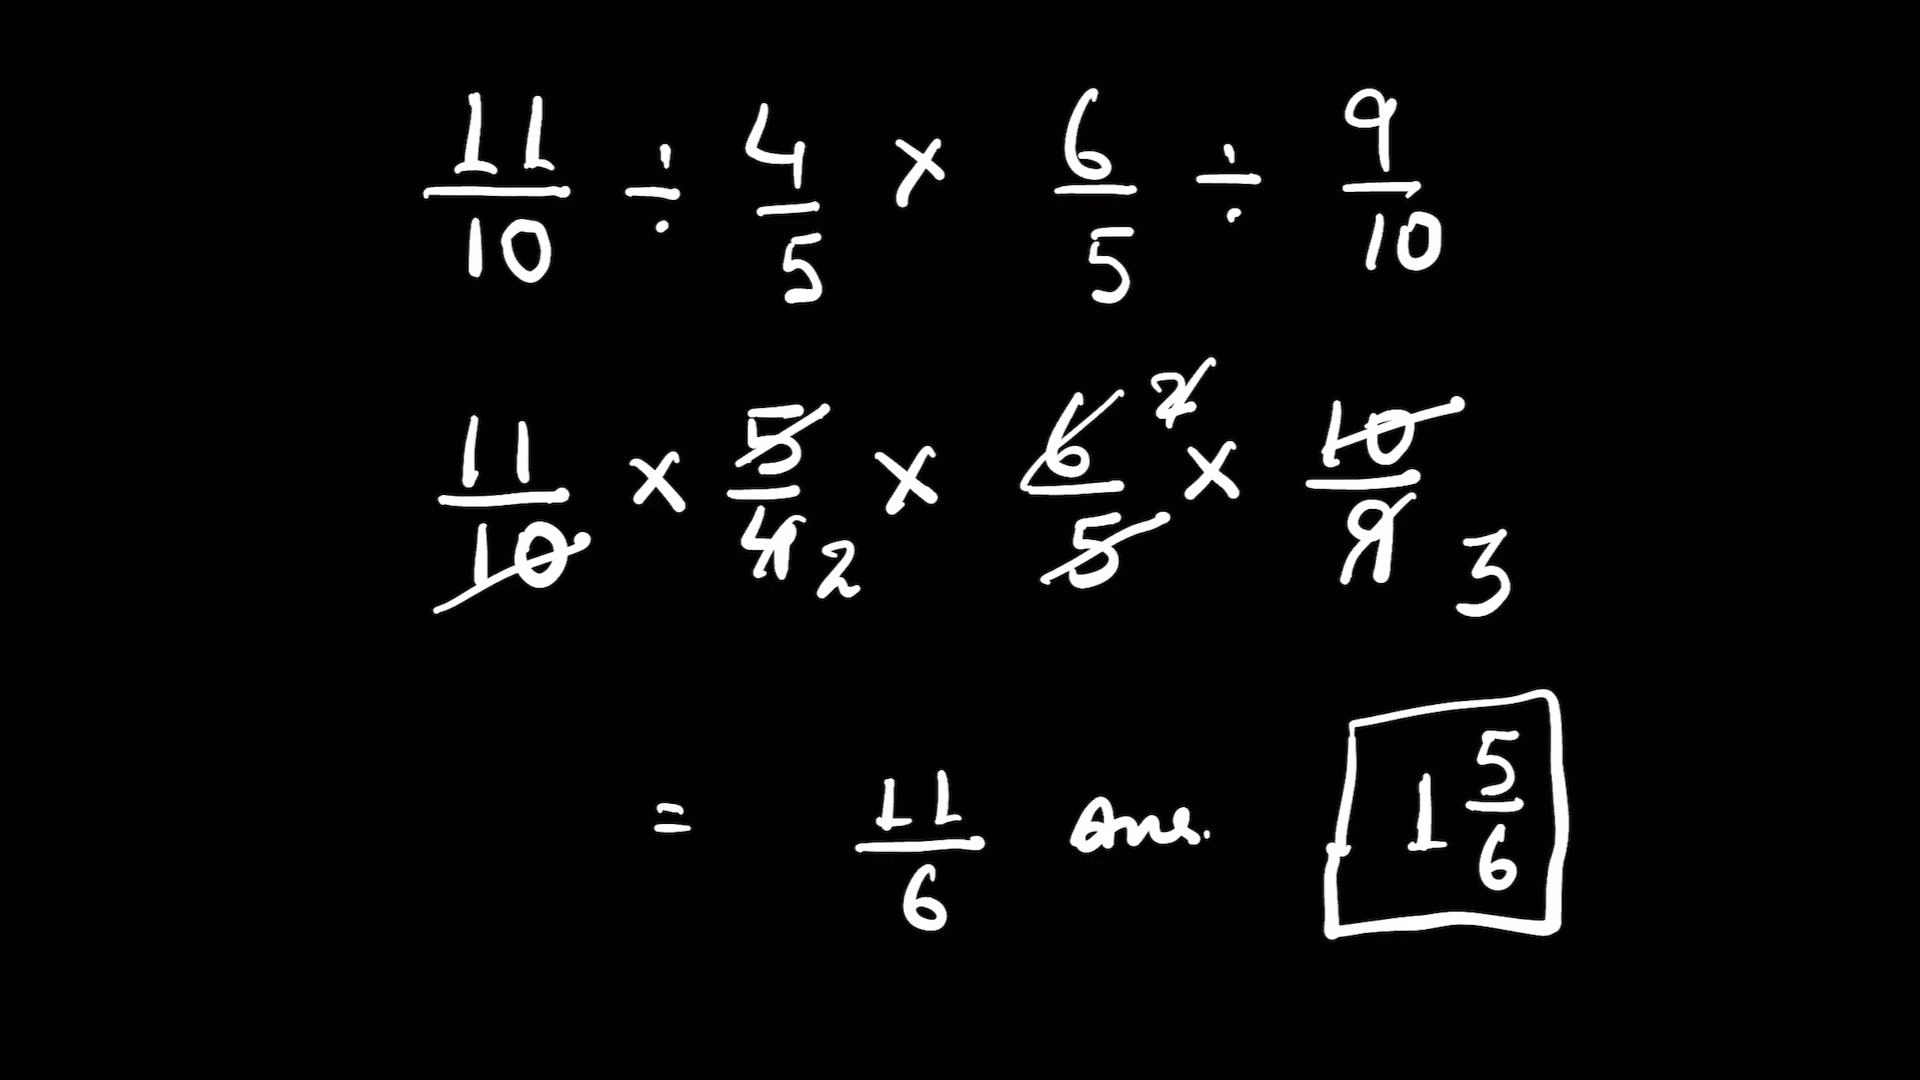 11/10 ÷ 4/5 × 6/5 ÷ 9/10
11/10 × 5/4 2 × 6/5 2 × 10/9 3
= 11/6 Ans. 1 5/6